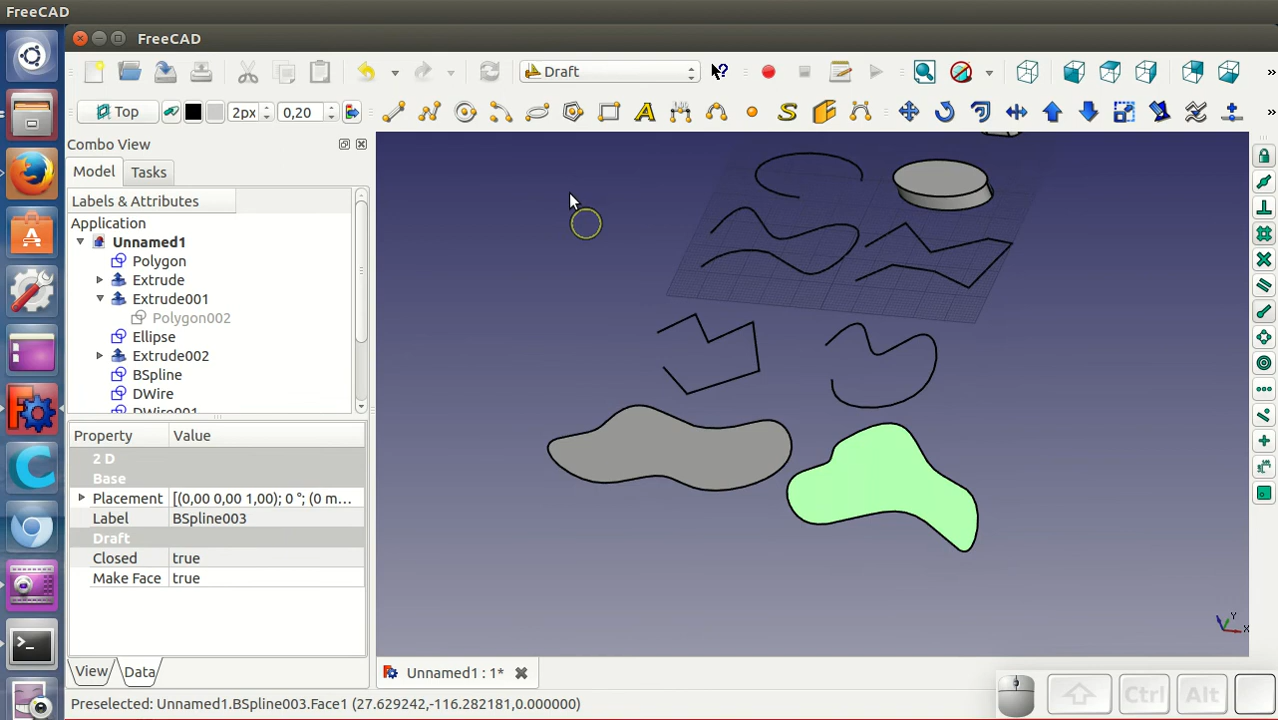 FreeCAD
FreeCAD
Draft
»
Top
2px
0,20
A
S
»
Combo View
Model
Tasks
Labels & Attributes
Application
Unnamed1
Polygon
Extrude
Extrude001
Polygon002
Ellipse
Extrude002
BSpline
DWire
DWire001
Property
Value
2 D
Base
Placement
[(0,00 0,00 1,00); 0 °; (0 m...
Label
BSpline003
Draft
Closed
true
Make Face
true
View
Data
Y
X
Unnamed1 : 1*
Preselected: Unnamed1.BSpline003.Face1 (27.629242,-116.282181,0.000000)
Ctrl
Alt